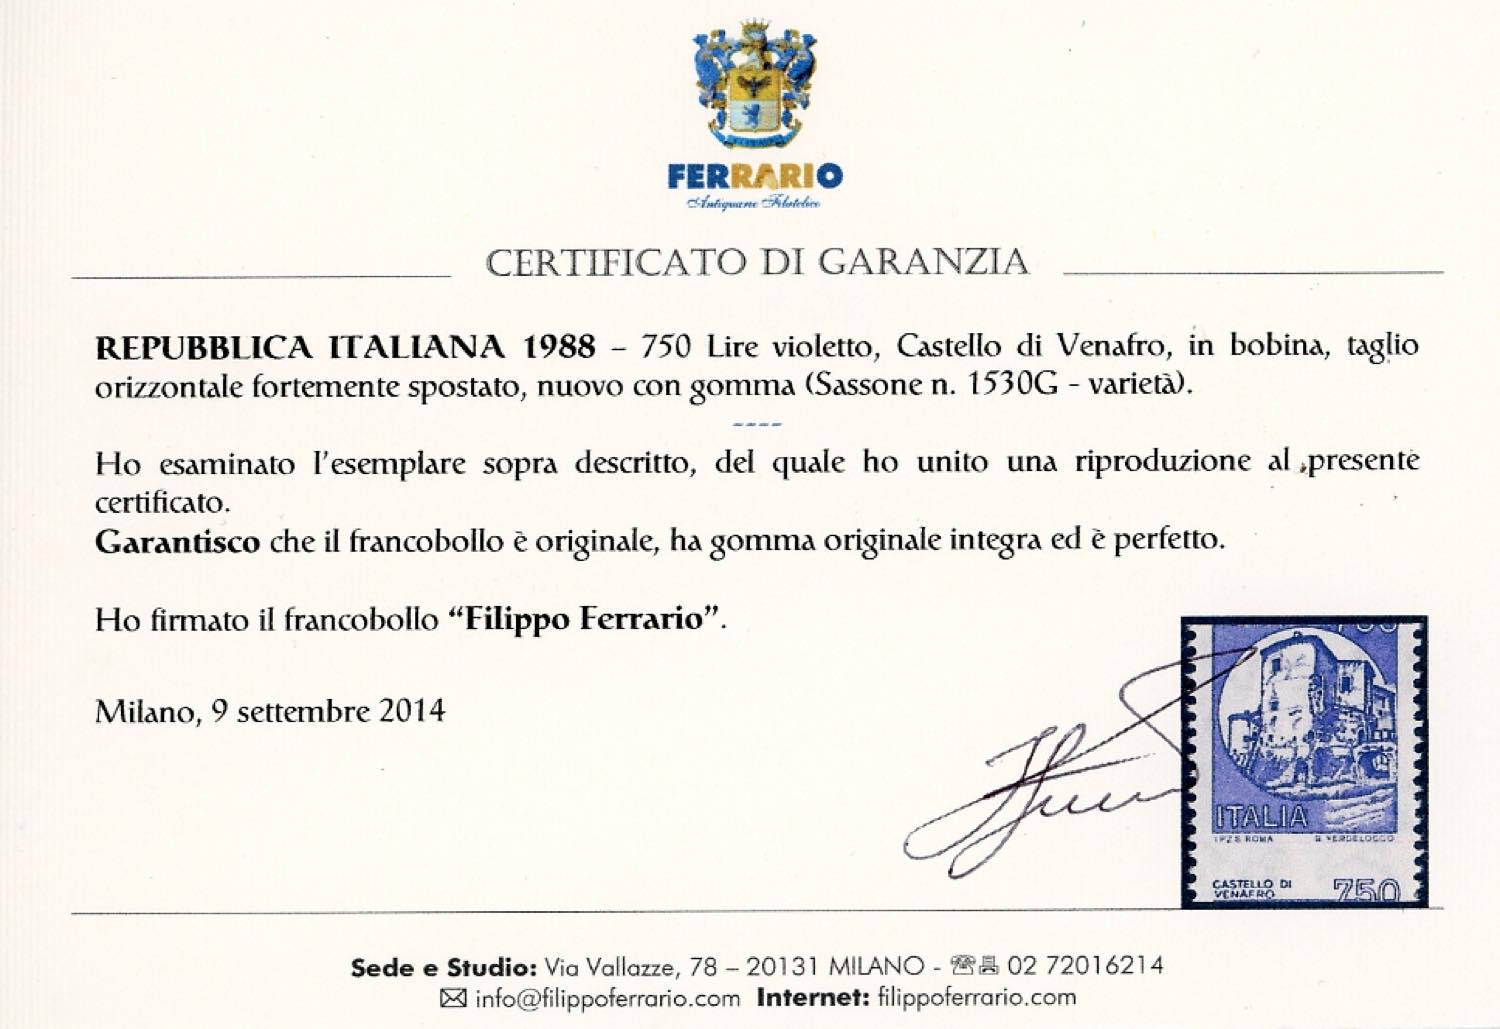 FERRARIO
Antiquario Filatelico
CERTIFICATO DI GARANZIA
REPUBBLICA ITALIANA 1988 – 750 Lire violetto, Castello di Venafro, in bobina, taglio
orizzontale fortemente spostato, nuovo con gomma (Sassone n. 1530G - varietà).
----
Ho esaminato l'esemplare sopra descritto, del quale ho unito una riproduzione al presente
certificato.
Garantisco che il francobollo è originale, ha gomma originale integra ed è perfetto.
Ho firmato il francobollo “Filippo Ferrario”.
Milano, 9 settembre 2014
ITALIA
I.P.Z.S. ROMA E. VERDELOCCO
CASTELLO DI
VENAFRO 750
Sede e Studio: Via Vallazze, 78 – 20131 MILANO - 02 72016214
info@filippoferrario.com Internet: filippoferrario.com